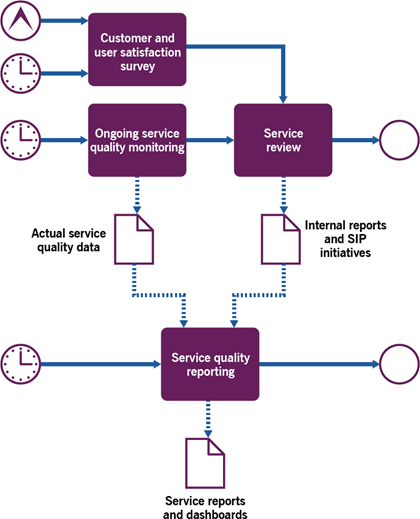 Customer and
user satisfaction
survey
Ongoing service
quality monitoring
Service
review
Actual service
quality data
Internal reports
and SIP
initiatives
Service quality
reporting
Service reports
and dashboards